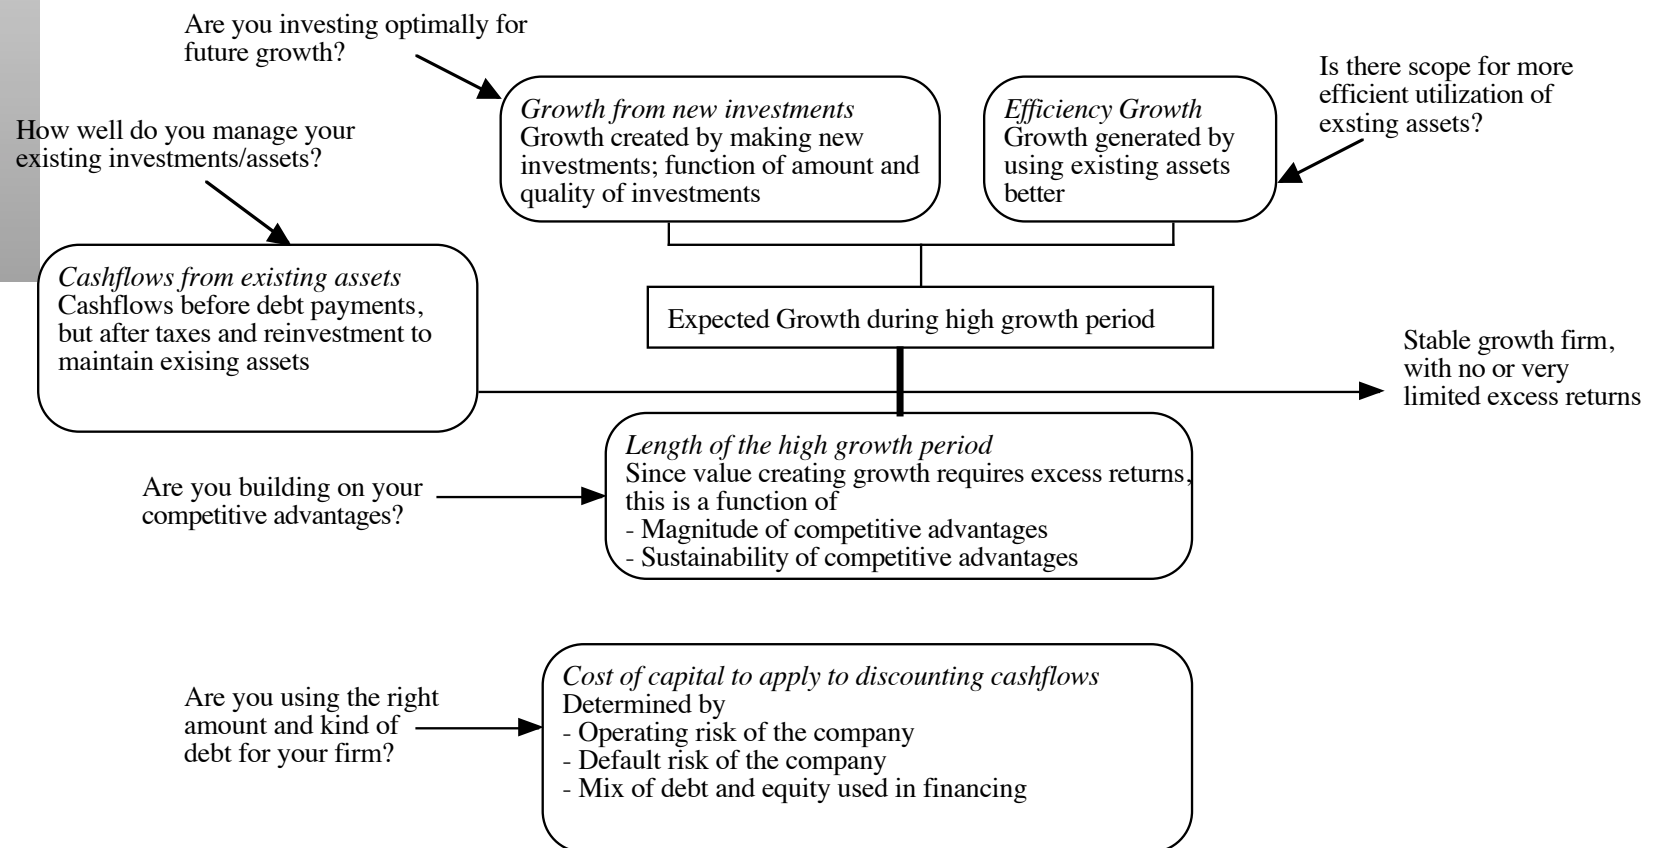 Are you investing optimally for
future growth?
Is there scope for more
efficient utilization of
exsting assets?
Growth from new investments
Growth created by making new
investments; function of amount and
quality of investments
Efficiency Growth
Growth generated by
using existing assets
better
How well do you manage your
existing investments/assets?
Cashflows from existing assets
Cashflows before debt payments,
but after taxes and reinvestment to
maintain exising assets
Expected Growth during high growth period
Stable growth firm,
with no or very
limited excess returns
Length of the high growth period
Since value creating growth requires excess returns,
this is a function of
- Magnitude of competitive advantages
- Sustainability of competitive advantages
Are you building on your
competitive advantages?
Cost of capital to apply to discounting cashflows
Determined by
- Operating risk of the company
- Default risk of the company
- Mix of debt and equity used in financing
Are you using the right
amount and kind of
debt for your firm?